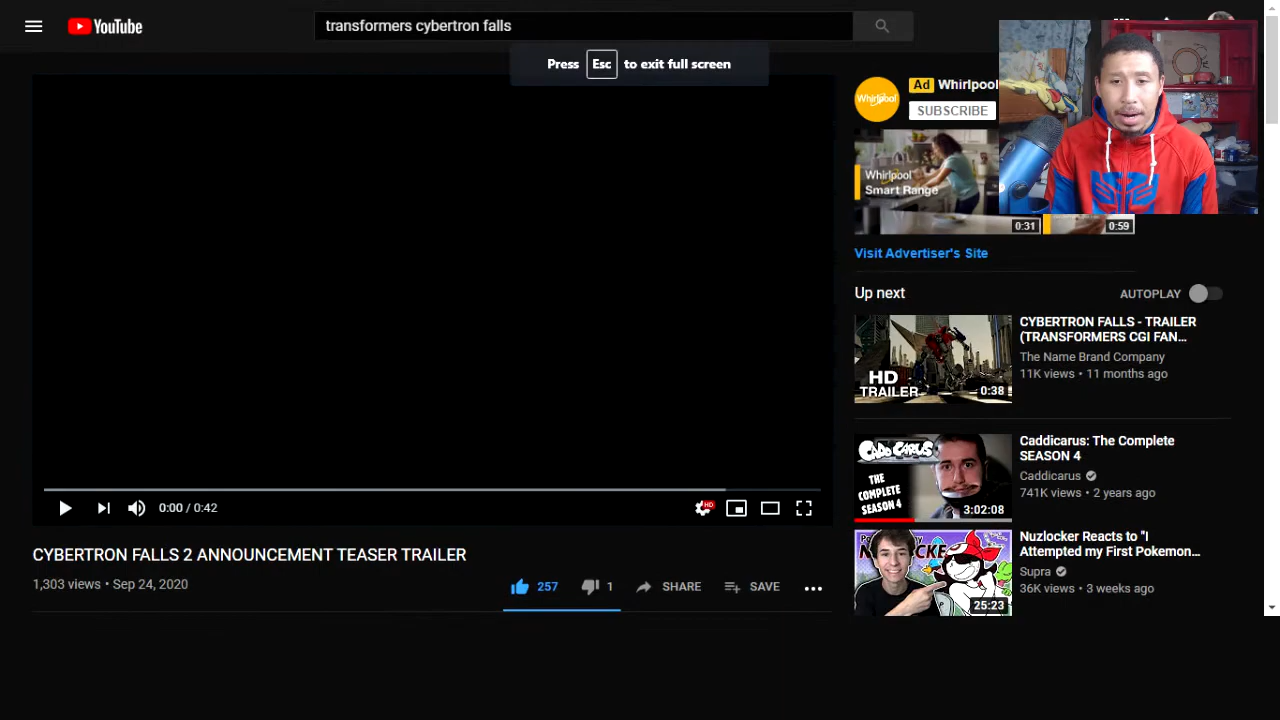 YouTube
transformers cybertron falls
Press Esc to exit full screen
Ad Whirlpool
Whirlpool
SUBSCRIBE
Whirlpool
Smart Range
0:31
0:59
Visit Advertiser's Site
Up next
AUTOPLAY
CYBERTRON FALLS - TRAILER
(TRANSFORMERS CGI FAN...
The Name Brand Company
11K views • 11 months ago
HD
TRAILER
0:38
Caddicarus: The Complete
SEASON 4
Caddicarus
741K views • 2 years ago
CADDICARUS
THE
COMPLETE
SEASON 4
3:02:08
Nuzlocker Reacts to "I
Attempted my First Pokemon...
Supra
36K views • 3 weeks ago
25:23
0:00 / 0:42
HD
CYBERTRON FALLS 2 ANNOUNCEMENT TEASER TRAILER
1,303 views • Sep 24, 2020
257
1
SHARE
SAVE